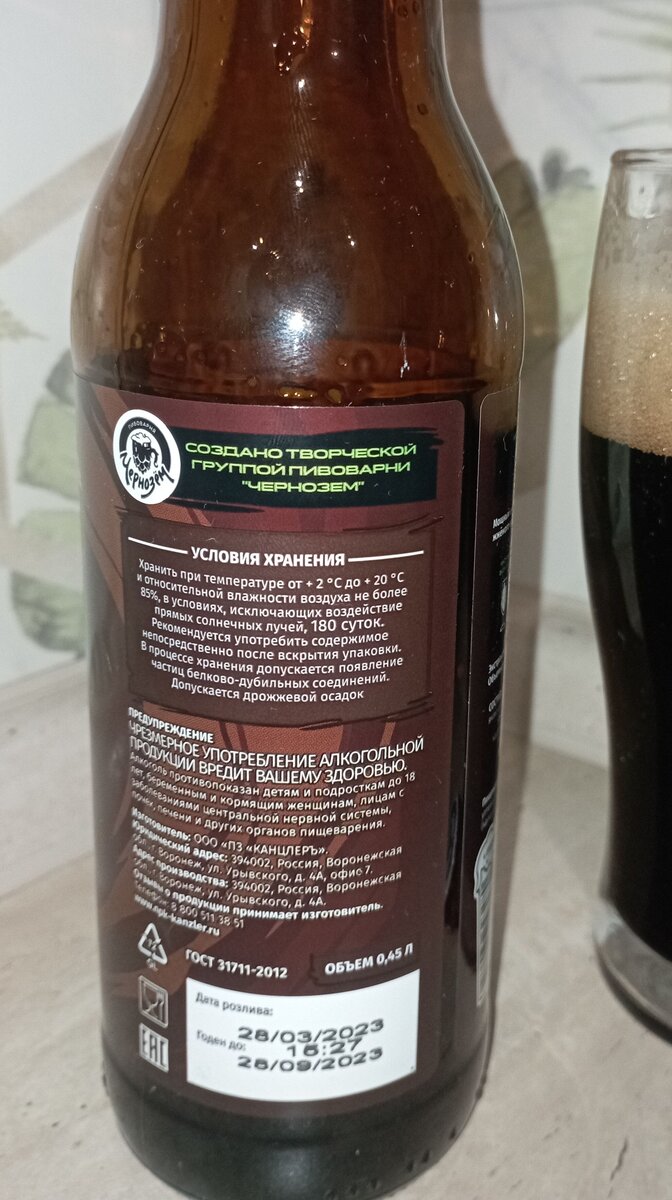 ПИВОВАРНЯ
ЧЕРНОЗЁМ
СОЗДАНО ТВОРЧЕСКОЙ
ГРУППОЙ ПИВОВАРНИ
"ЧЕРНОЗЕМ"
УСЛОВИЯ ХРАНЕНИЯ
Хранить при температуре от + 2 °C до + 20 °C
и относительной влажности воздуха не более
85%, в условиях, исключающих воздействие
прямых солнечных лучей, 180 суток.
Рекомендуется употребить содержимое
непосредственно после вскрытия упаковки.
В процессе хранения допускается появление
частиц белково-дубильных соединений.
Допускается дрожжевой осадок
ПРЕДУПРЕЖДЕНИЕ
ЧРЕЗМЕРНОЕ УПОТРЕБЛЕНИЕ АЛКОГОЛЬНОЙ
ПРОДУКЦИИ ВРЕДИТ ВАШЕМУ ЗДОРОВЬЮ.
Алкоголь противопоказан детям и подросткам до 18
лет, беременным и кормящим женщинам, лицам с
заболеваниями центральной нервной системы,
почек, печени и других органов пищеварения.
Изготовитель: ООО «ПЗ «КАНЦЛЕРЪ».
Юридический адрес: 394002, Россия, Воронежская
обл., г. Воронеж, ул. Урывского, д. 4А, офис 7.
Адрес производства: 394002, Россия, Воронежская
обл., г. Воронеж, ул. Урывского, д. 4А.
Отзывы о продукции принимает изготовитель.
Телефон: 8 800 511 38 51
www.npk-kanzler.ru
GL
ГОСТ 31711-2012
ОБЪЕМ 0,45 Л
EAC
Дата розлива:
28/03/2023
Годен до:
15:27
28/09/2023